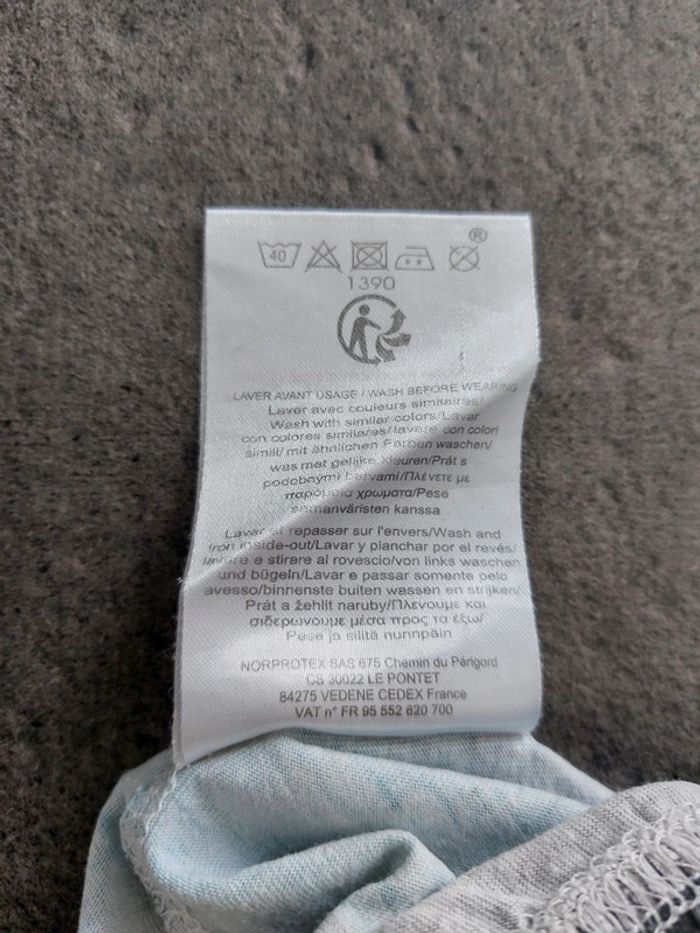 ®
40
1390
LAVER AVANT USAGE / WASH BEFORE WEARING
Laver avec couleurs similaires/
Wash with similar colors/Lavar
con colores similares/lavare con colori
simili/mit ähnlichen Farben waschen/
was met gelijke kleuren/Prát s
podobnými barvami/Πλένετε με
παρόμοια χρωματα/Pese
samanväristen kanssa
Laver et repasser sur l'envers/Wash and
Iron inside-out/Lavar y planchar por el revés/
lavare e stirare al rovescio/von links waschen
und bügeln/Lavar e passar somente pelo
avesso/binnenste buiten wassen en strijken/
Prát a žehlit naruby/Πλενουμε και
σιδερωνουμε μέσα προς τα έξω/
Pese ja silitä nurinpäin
NORPROTEX SAS 675 Chemin du Périgord
CS 30022 LE PONTET
84275 VEDENE CEDEX France
VAT n° FR 95 552 620 700